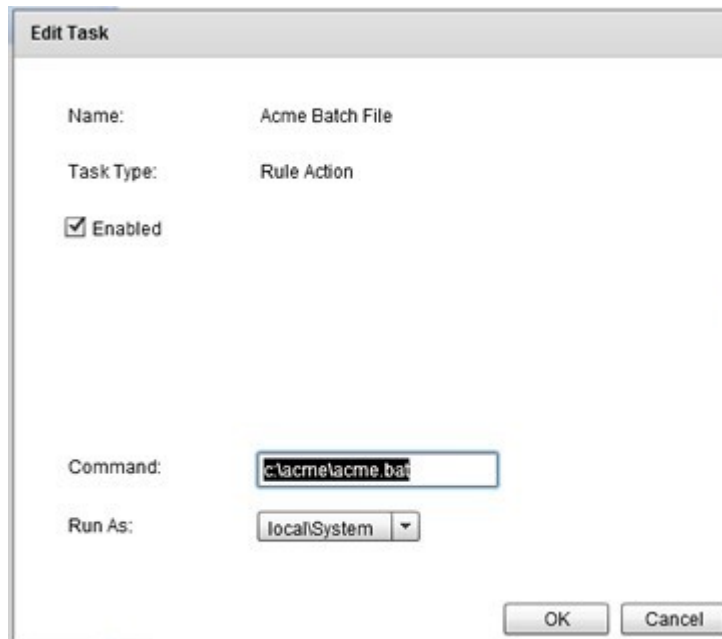 Edit Task
Name: Acme Batch File
Task Type: Rule Action
Enabled
Command: c:\acme\acme.bat
Run As: local\System
OK Cancel